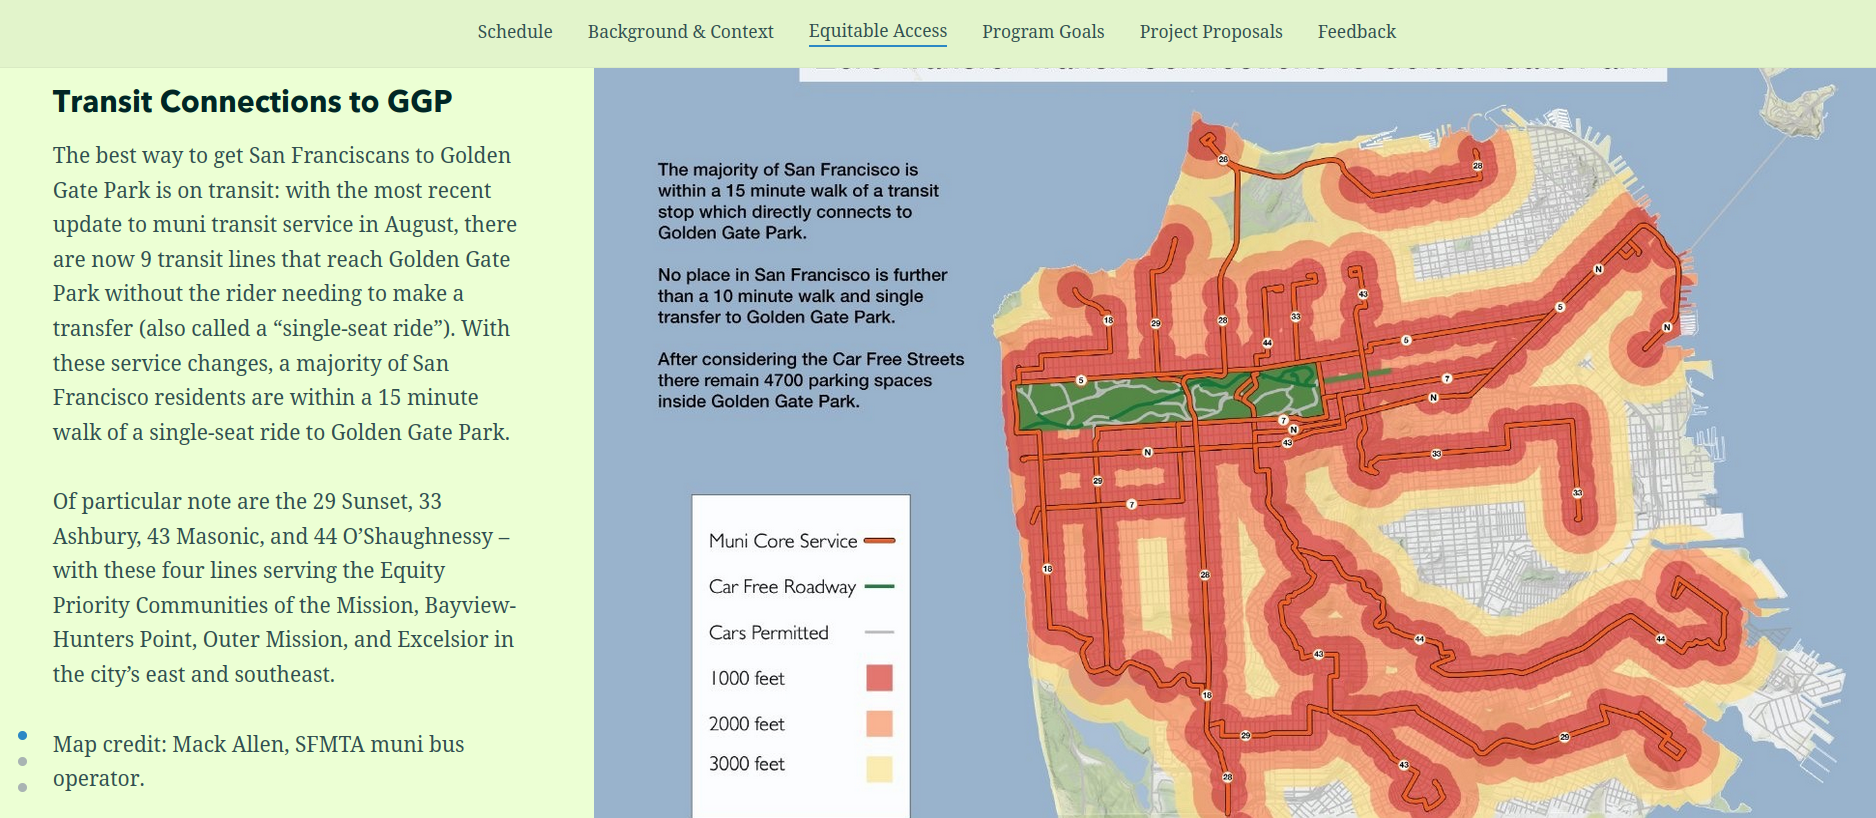 Schedule
Background & Context
Equitable Access
Program Goals
Project Proposals
Feedback
Transit Connections to GGP
The best way to get San Franciscans to Golden
Gate Park is on transit: with the most recent
update to muni transit service in August, there
are now 9 transit lines that reach Golden Gate
Park without the rider needing to make a
transfer (also called a “single-seat ride”). With
these service changes, a majority of San
Francisco residents are within a 15 minute
walk of a single-seat ride to Golden Gate Park.
Of particular note are the 29 Sunset, 33
Ashbury, 43 Masonic, and 44 O’Shaughnessy –
with these four lines serving the Equity
Priority Communities of the Mission, Bayview-
Hunters Point, Outer Mission, and Excelsior in
the city’s east and southeast.
Map credit: Mack Allen, SFMTA muni bus
operator.
The majority of San Francisco is
within a 15 minute walk of a transit
stop which directly connects to
Golden Gate Park.
No place in San Francisco is further
than a 10 minute walk and single
transfer to Golden Gate Park.
After considering the Car Free Streets
there remain 4700 parking spaces
inside Golden Gate Park.
Muni Core Service
Car Free Roadway
Cars Permitted
1000 feet
2000 feet
3000 feet
28
28
N
43
5
18
29
28
33
N
44
5
5
7
N
7
N
43
N
33
29
33
7
18
28
44
44
43
18
29
29
43
28